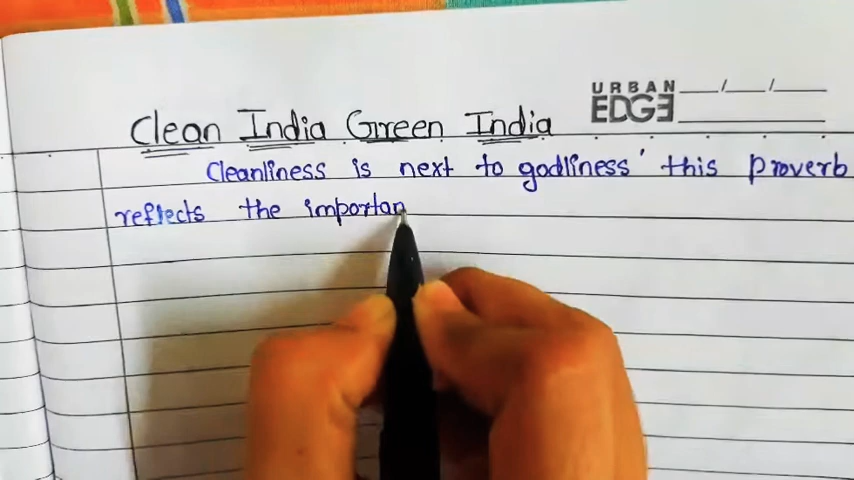 URBAN
EDGE
Clean India Green India
Cleanliness is next to godliness' this proverb
reflects the importan